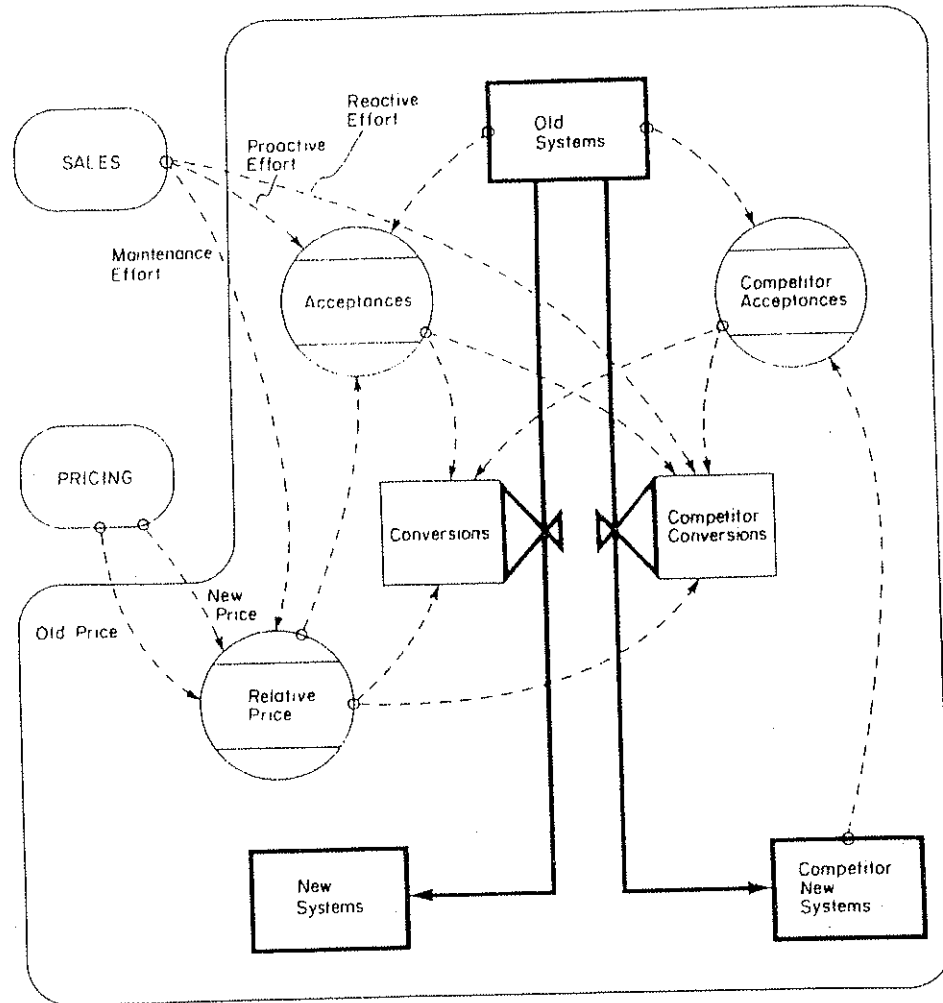 Reactive
Effort
Proactive
Effort
SALES
Old
Systems
Maintenance
Effort
Acceptances
Competitor
Acceptances
PRICING
Conversions
Competitor
Conversions
New
Price
Old Price
Relative
Price
New
Systems
Competitor
New
Systems